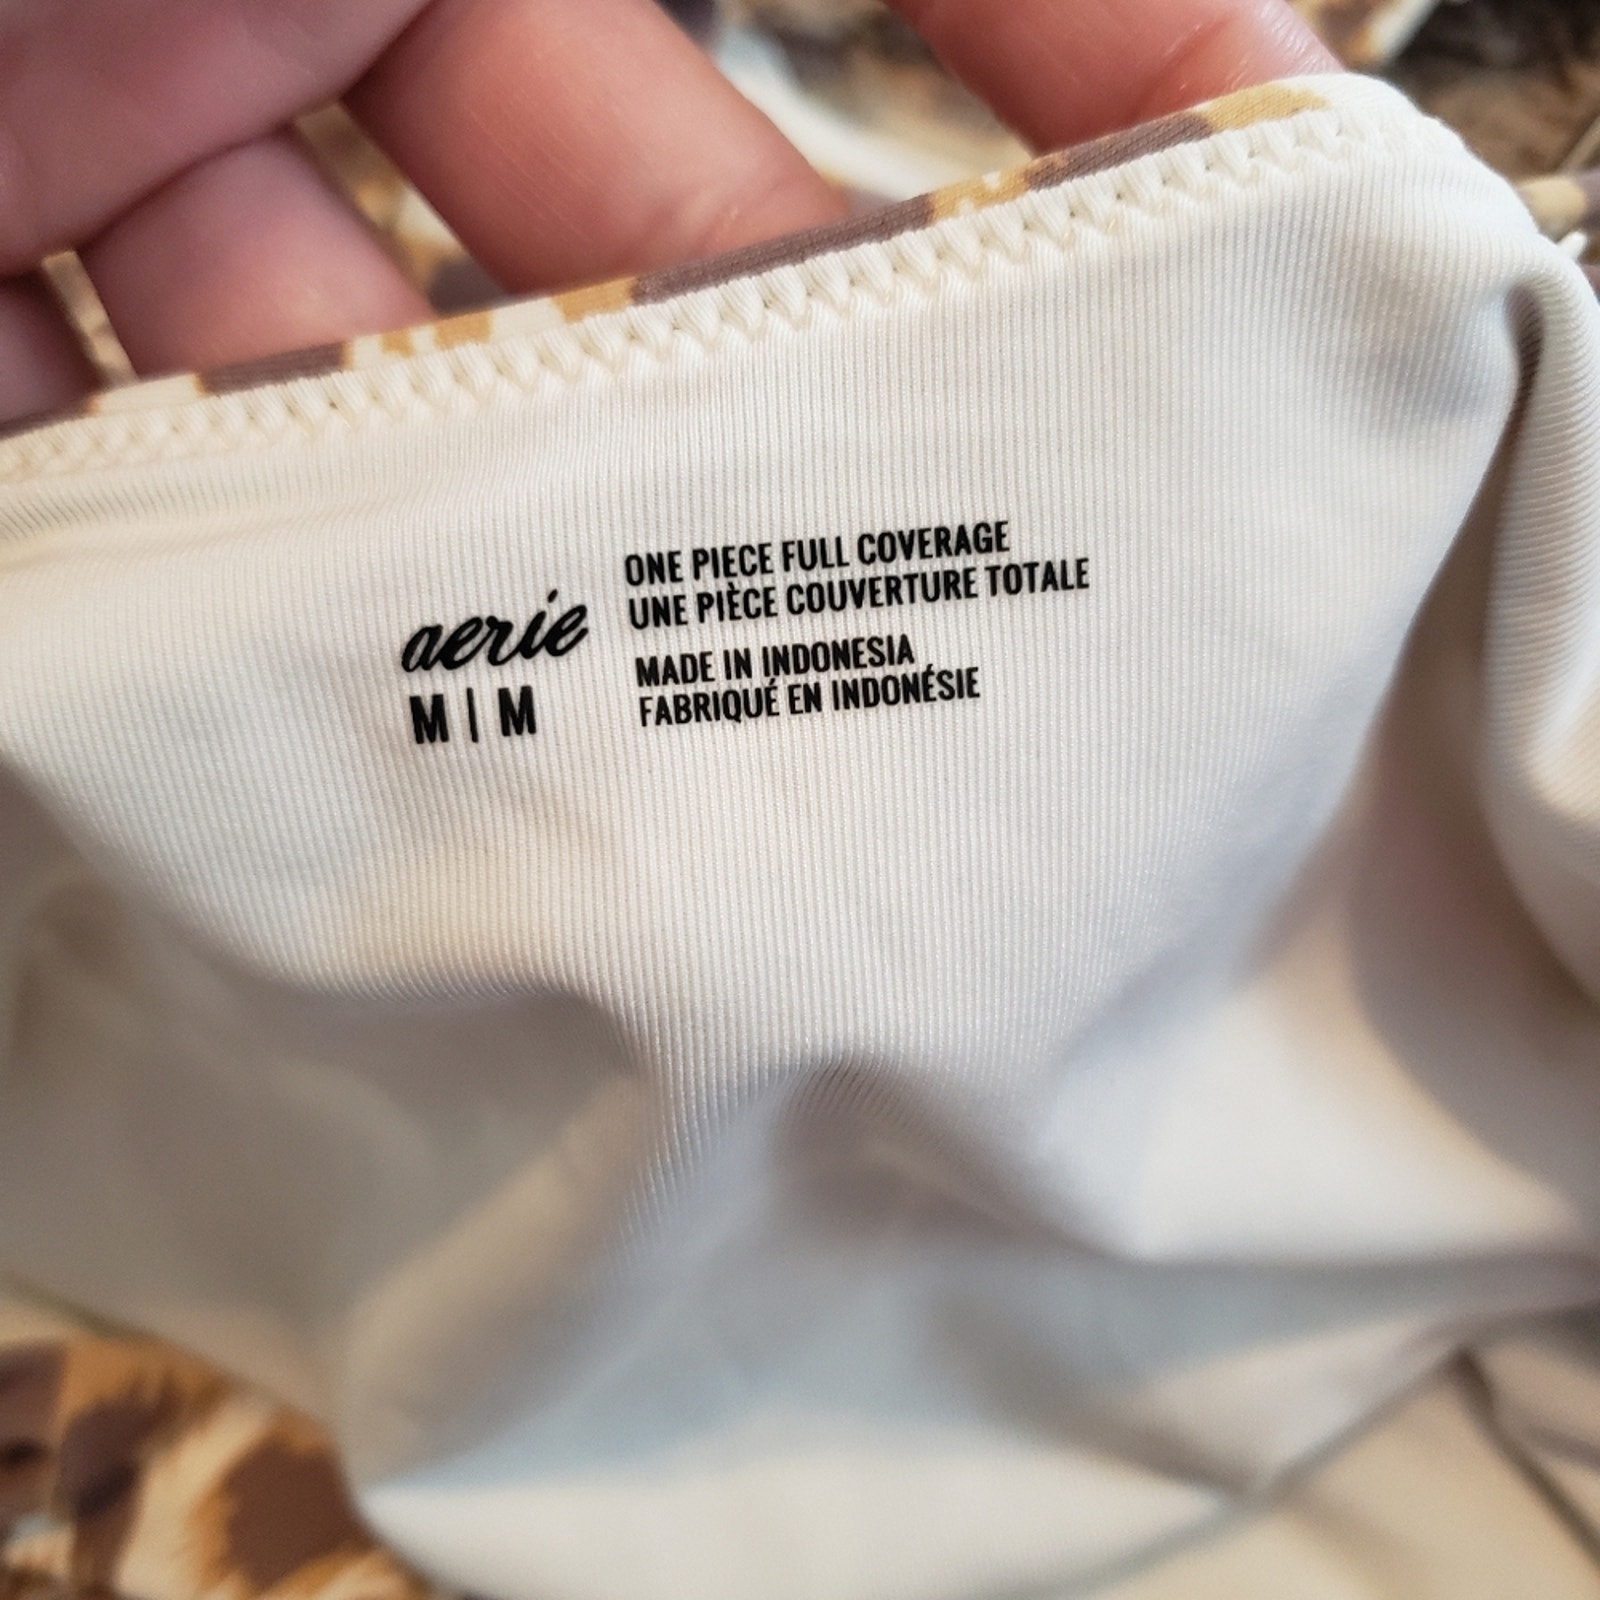 aerie
M | M
ONE PIECE FULL COVERAGE
UNE PIÈCE COUVERTURE TOTALE
MADE IN INDONESIA
FABRIQUÉ EN INDONÉSIE